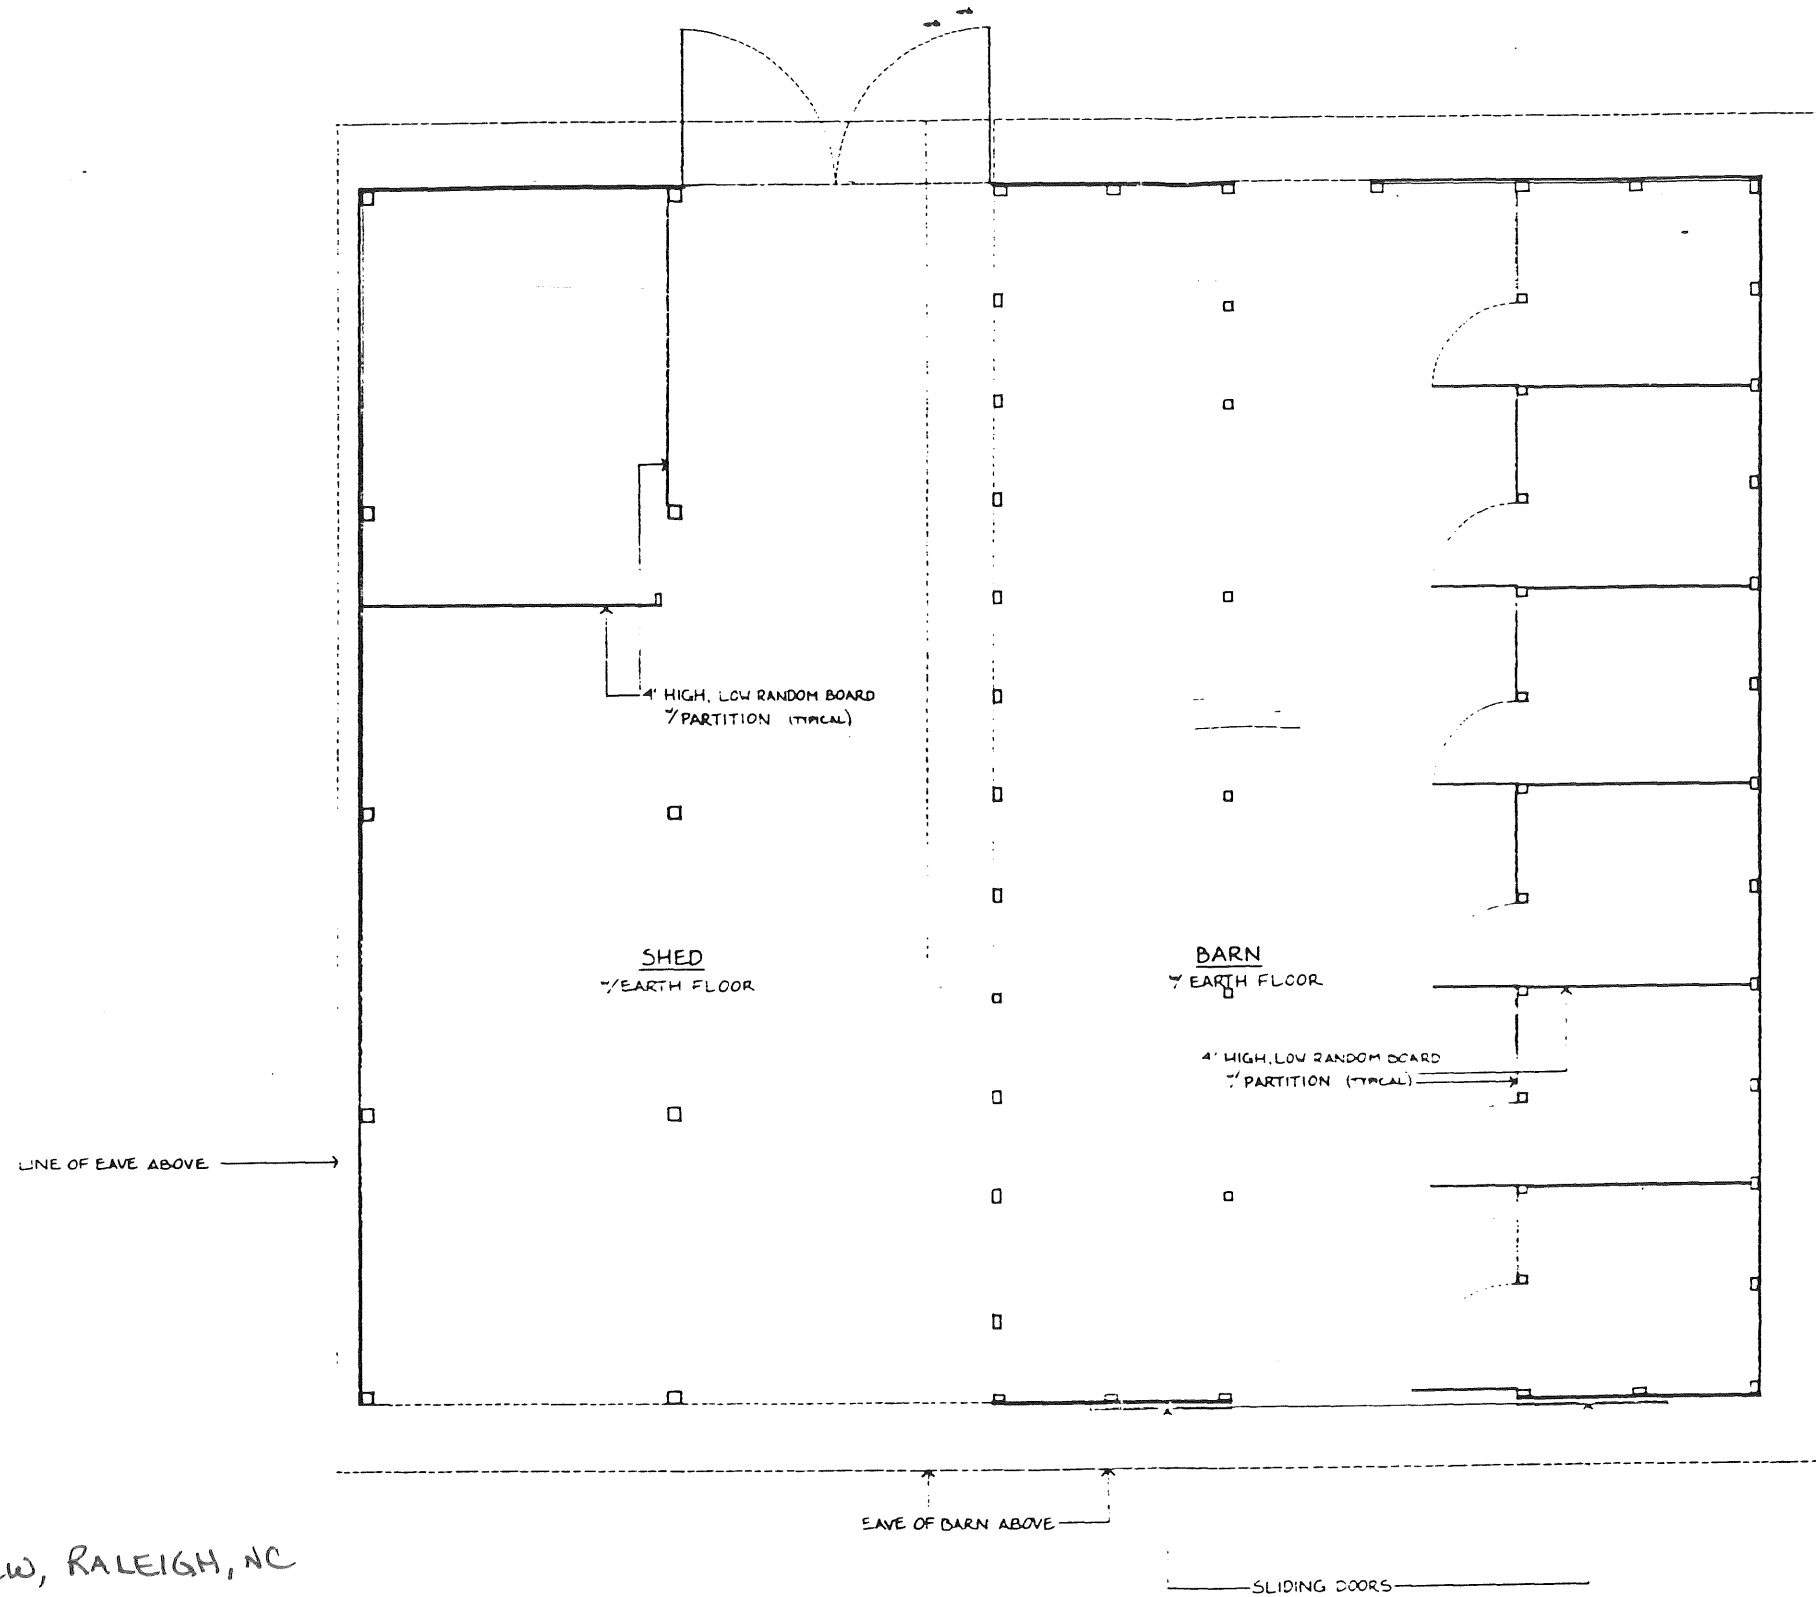 4' HIGH, LOW RANDOM BOARD
W/ PARTITION (TYPICAL)
SHED
W/ EARTH FLOOR
BARN
W/ EARTH FLOOR
4' HIGH, LOW RANDOM BOARD
W/ PARTITION (TYPICAL)
LINE OF EAVE ABOVE
EAVE OF BARN ABOVE
RALEIGH, NC
SLIDING DOORS